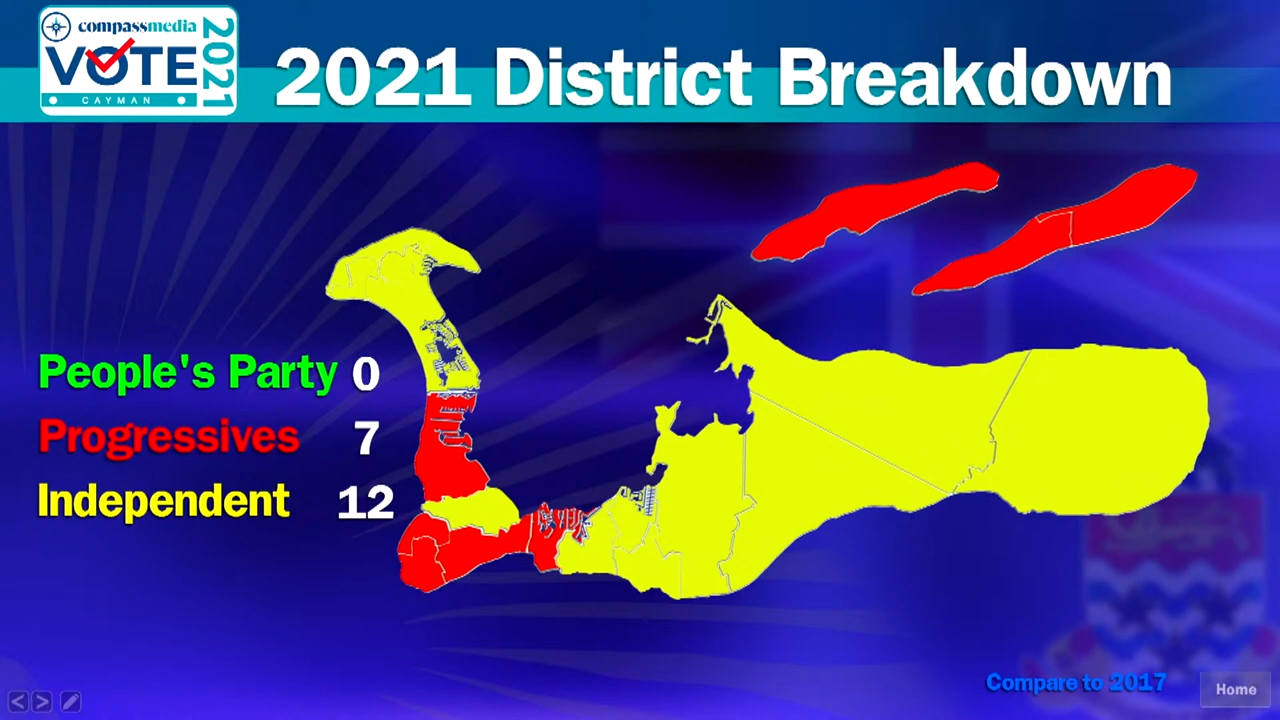 compassmedia
VOTE
CAYMAN
2021
2021 District Breakdown
People's Party 0
Progressives 7
Independent 12
Compare to 2017
Home